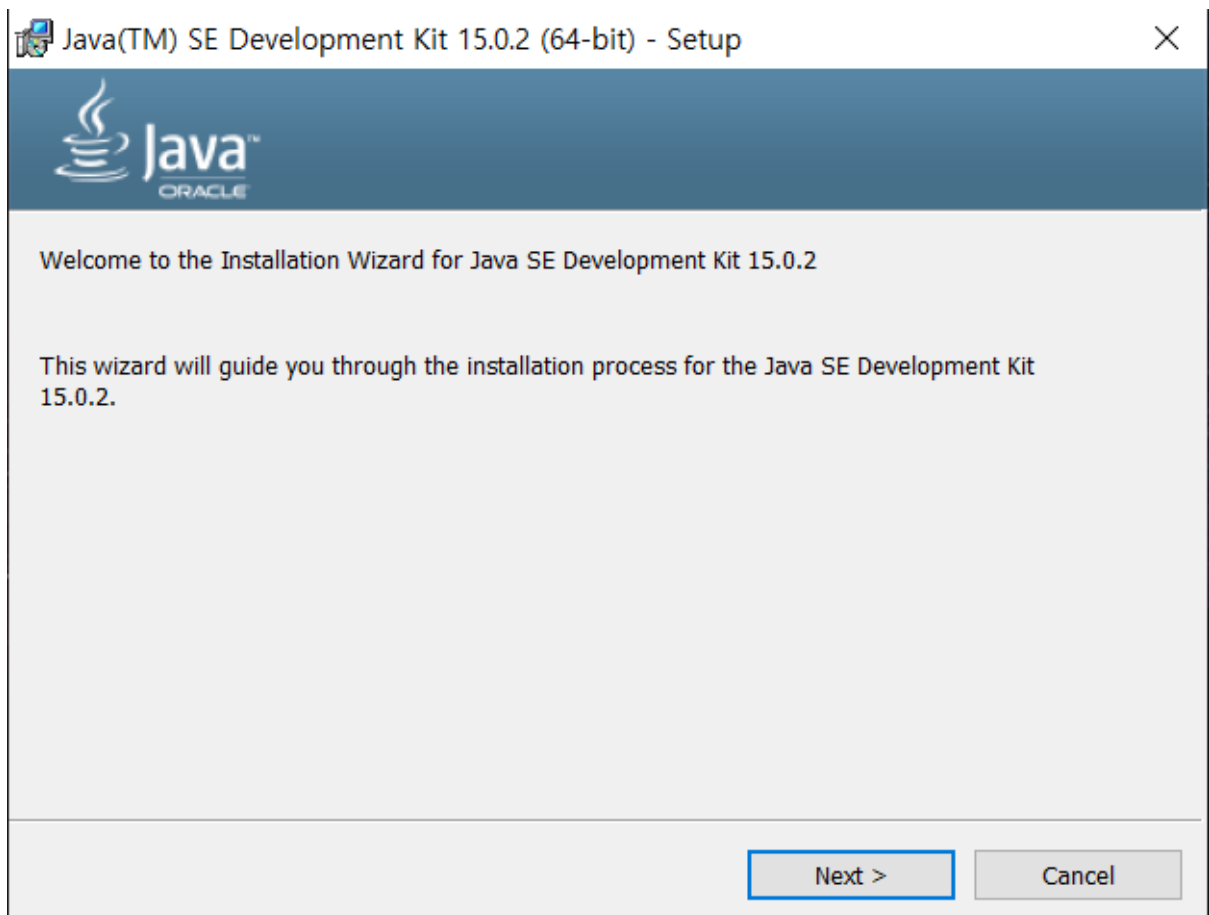 Java(TM) SE Development Kit 15.0.2 (64-bit) - Setup
Java™
ORACLE
Welcome to the Installation Wizard for Java SE Development Kit 15.0.2
This wizard will guide you through the installation process for the Java SE Development Kit
15.0.2.
Next >
Cancel